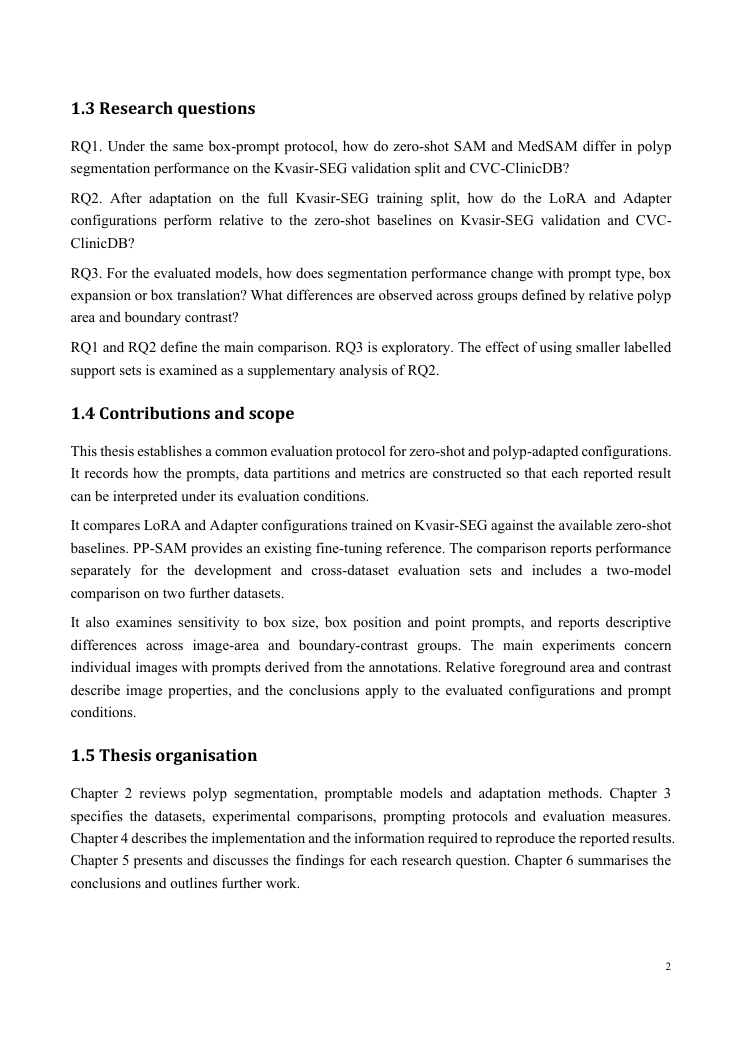 1.3 Research questions
RQ1. Under the same box-prompt protocol, how do zero-shot SAM and MedSAM differ in polyp
segmentation performance on the Kvasir-SEG validation split and CVC-ClinicDB?
RQ2. After adaptation on the full Kvasir-SEG training split, how do the LoRA and Adapter
configurations perform relative to the zero-shot baselines on Kvasir-SEG validation and CVC-
ClinicDB?
RQ3. For the evaluated models, how does segmentation performance change with prompt type, box
expansion or box translation? What differences are observed across groups defined by relative polyp
area and boundary contrast?
RQ1 and RQ2 define the main comparison. RQ3 is exploratory. The effect of using smaller labelled
support sets is examined as a supplementary analysis of RQ2.
1.4 Contributions and scope
This thesis establishes a common evaluation protocol for zero-shot and polyp-adapted configurations.
It records how the prompts, data partitions and metrics are constructed so that each reported result
can be interpreted under its evaluation conditions.
It compares LoRA and Adapter configurations trained on Kvasir-SEG against the available zero-shot
baselines. PP-SAM provides an existing fine-tuning reference. The comparison reports performance
separately for the development and cross-dataset evaluation sets and includes a two-model
comparison on two further datasets.
It also examines sensitivity to box size, box position and point prompts, and reports descriptive
differences across image-area and boundary-contrast groups. The main experiments concern
individual images with prompts derived from the annotations. Relative foreground area and contrast
describe image properties, and the conclusions apply to the evaluated configurations and prompt
conditions.
1.5 Thesis organisation
Chapter 2 reviews polyp segmentation, promptable models and adaptation methods. Chapter 3
specifies the datasets, experimental comparisons, prompting protocols and evaluation measures.
Chapter 4 describes the implementation and the information required to reproduce the reported results.
Chapter 5 presents and discusses the findings for each research question. Chapter 6 summarises the
conclusions and outlines further work.
2